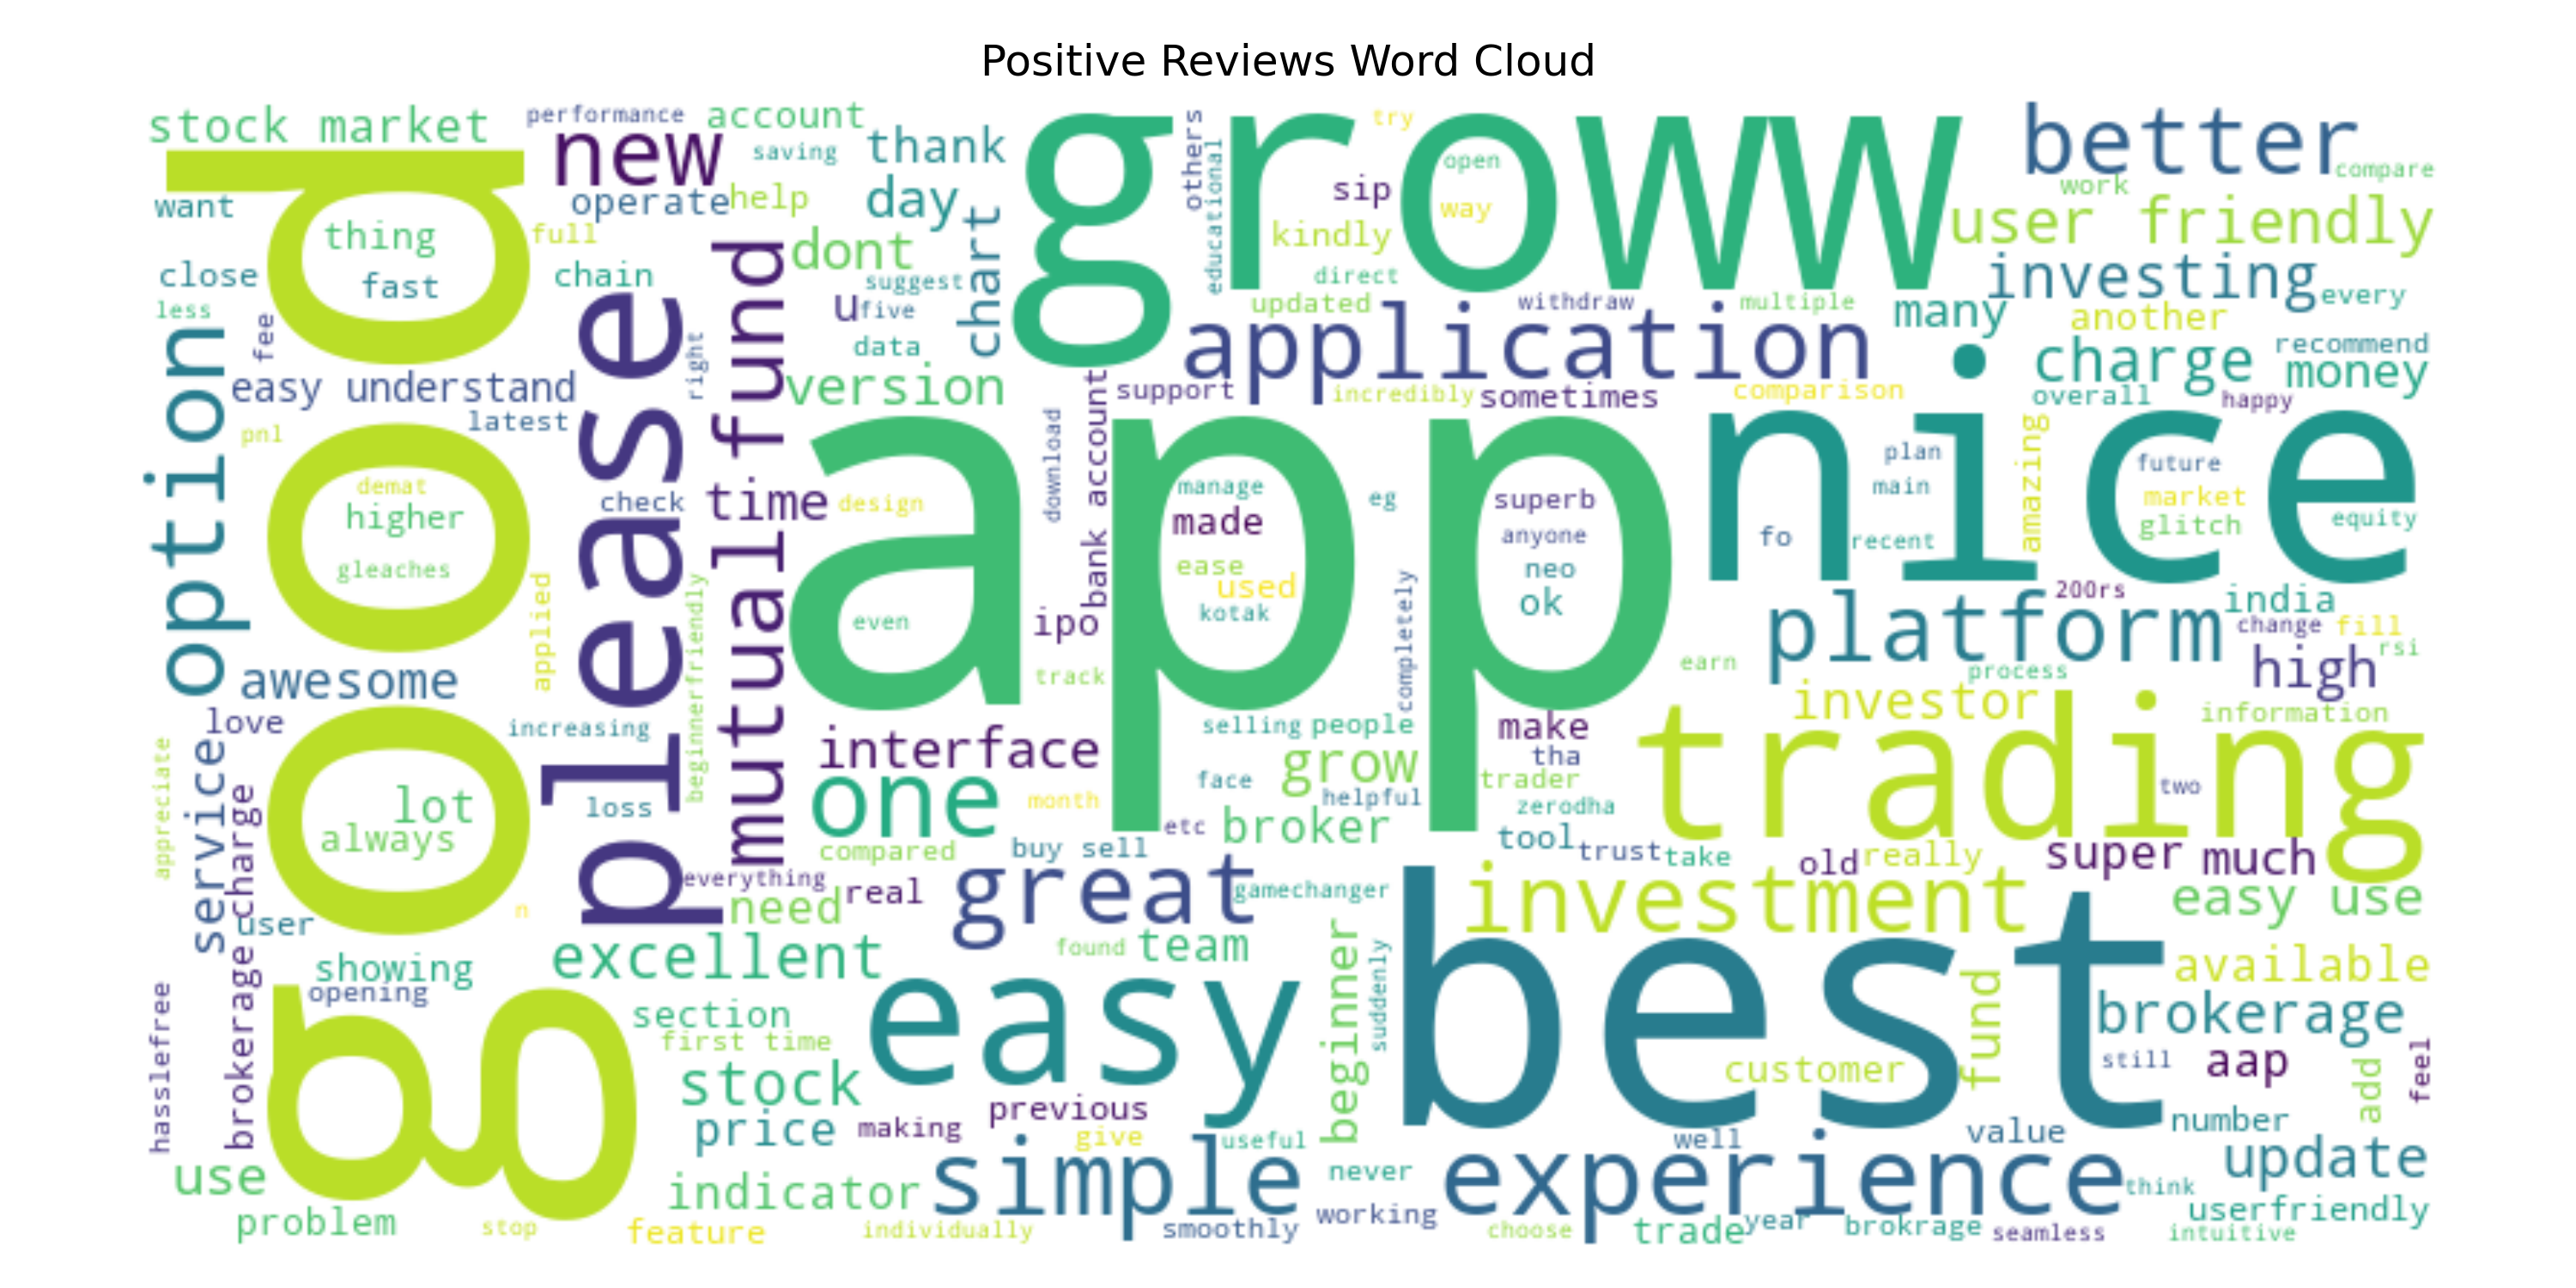 Positive Reviews Word Cloud
stock market
performance
account
new
saving
thank
groww
others
educational
try
open
way
sip
kindly
direct
better
compare
work
user friendly
want
operate
help
day
chart
thing
fast
full
close
chain
dont
suggest
u
five
less
fee
data
updated
withdraw
multiple
many
investing
every
another
application
good
option
please
mutual fund
right
easy understand
latest
pnl
version
support
incredibly
sometimes
comparison
charge
recommend
money
overall
happy
app
nice
demat
higher
gleaches
check
time
design
download
bank account
manage
made
ease
used
kotak
eg
superb
anyone
neo
ok
completely
fo
plan
main
recent
amazing
future
market
glitch
equity
even
ipo
track
applied
beginnerfriendly
awesome
love
increasing
platform
200rs
india
change
fill
rsi
high
earn
process
investor
information
trading
two
interface
selling
people
make
tha
trader
zerodha
tool
trust
take
one
month
face
grow
helpful
etc
broker
lot
always
loss
service
appreciate
brokerage charge
user
n
compared
buy sell
everything
real
need
great
gamechanger
old
really
super
much
investment
easy use
showing
opening
excellent
found
team
best
available
brokerage
fund
customer
still
aap
add
feel
hasslefree
section
first time
stock
easy
beginner
suddenly
price
making
previous
give
useful
well
value
number
use
simple
never
experience
think
update
userfriendly
problem
stop
feature
indicator
individually
smoothly
working
choose
trade
year
brokrage
seamless
intuitive